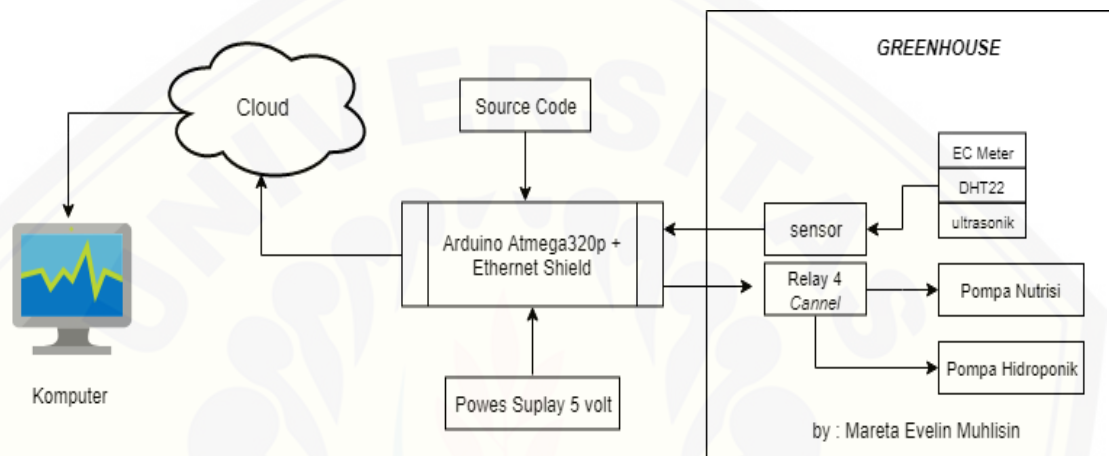 GREENHOUSE
Cloud
Source Code
EC Meter
DHT22
ultrasonik
sensor
Arduino Atmega320p +
Ethernet Shield
Relay 4
Cannel
Pompa Nutrisi
Pompa Hidroponik
Komputer
Powes Suplay 5 volt
by : Mareta Evelin Muhlisin
UNIVERSITAS